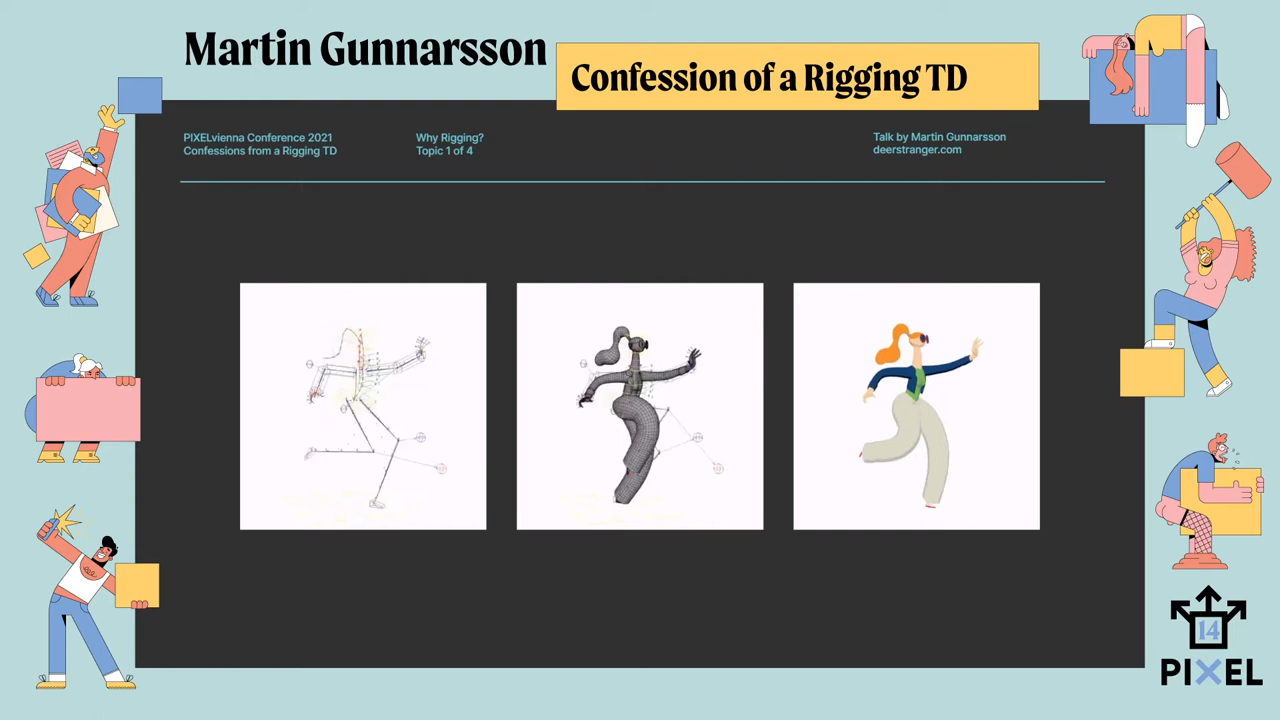 Martin Gunnarsson
Confession of a Rigging TD
PIXELvienna Conference 2021
Confessions from a Rigging TD
Why Rigging?
Topic 1 of 4
Talk by Martin Gunnarsson
deerstranger.com
14
PIXEL